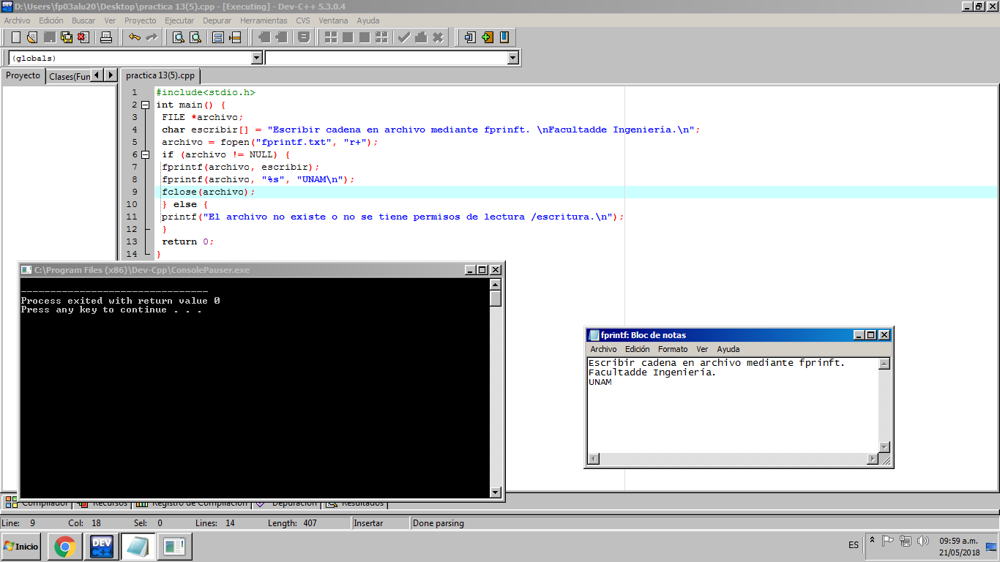 D:\Users\fp03alu20\Desktop\practica 13(5).cpp - [Executing] - Dev-C++ 5.3.0.4
Archivo Edición Buscar Ver Proyecto Ejecutar Depurar Herramientas CVS Ventana Ayuda
(globals)
Proyecto Clases(Fun practica 13(5).cpp
1 #include<stdio.h>
2 int main() {
3 FILE *archivo;
4 char escribir[] = "Escribir cadena en archivo mediante fprinft. \nFacultadde Ingeniería.\n";
5 archivo = fopen("fprintf.txt", "r+");
6 if (archivo != NULL) {
7 fprintf(archivo, escribir);
8 fprintf(archivo, "%s", "UNAM\n");
9 fclose(archivo);
10 } else {
11 printf("El archivo no existe o no se tiene permisos de lectura /escritura.\n");
12 }
13 return 0;
14 }
C:\Program Files (x86)\Dev-Cpp\ConsolePauser.exe
--------------------------------
Process exited with return value 0
Press any key to continue . . .
fprintf: Bloc de notas
Archivo Edición Formato Ver Ayuda
Escribir cadena en archivo mediante fprinft.
Facultadde Ingeniería.
UNAM
Compilador Recursos Registro de Compilación Depuración Resultados
Line: 9 Col: 18 Sel: 0 Lines: 14 Length: 407 Insertar Done parsing
Inicio DEV C++ ES 09:59 a.m.
21/05/2018